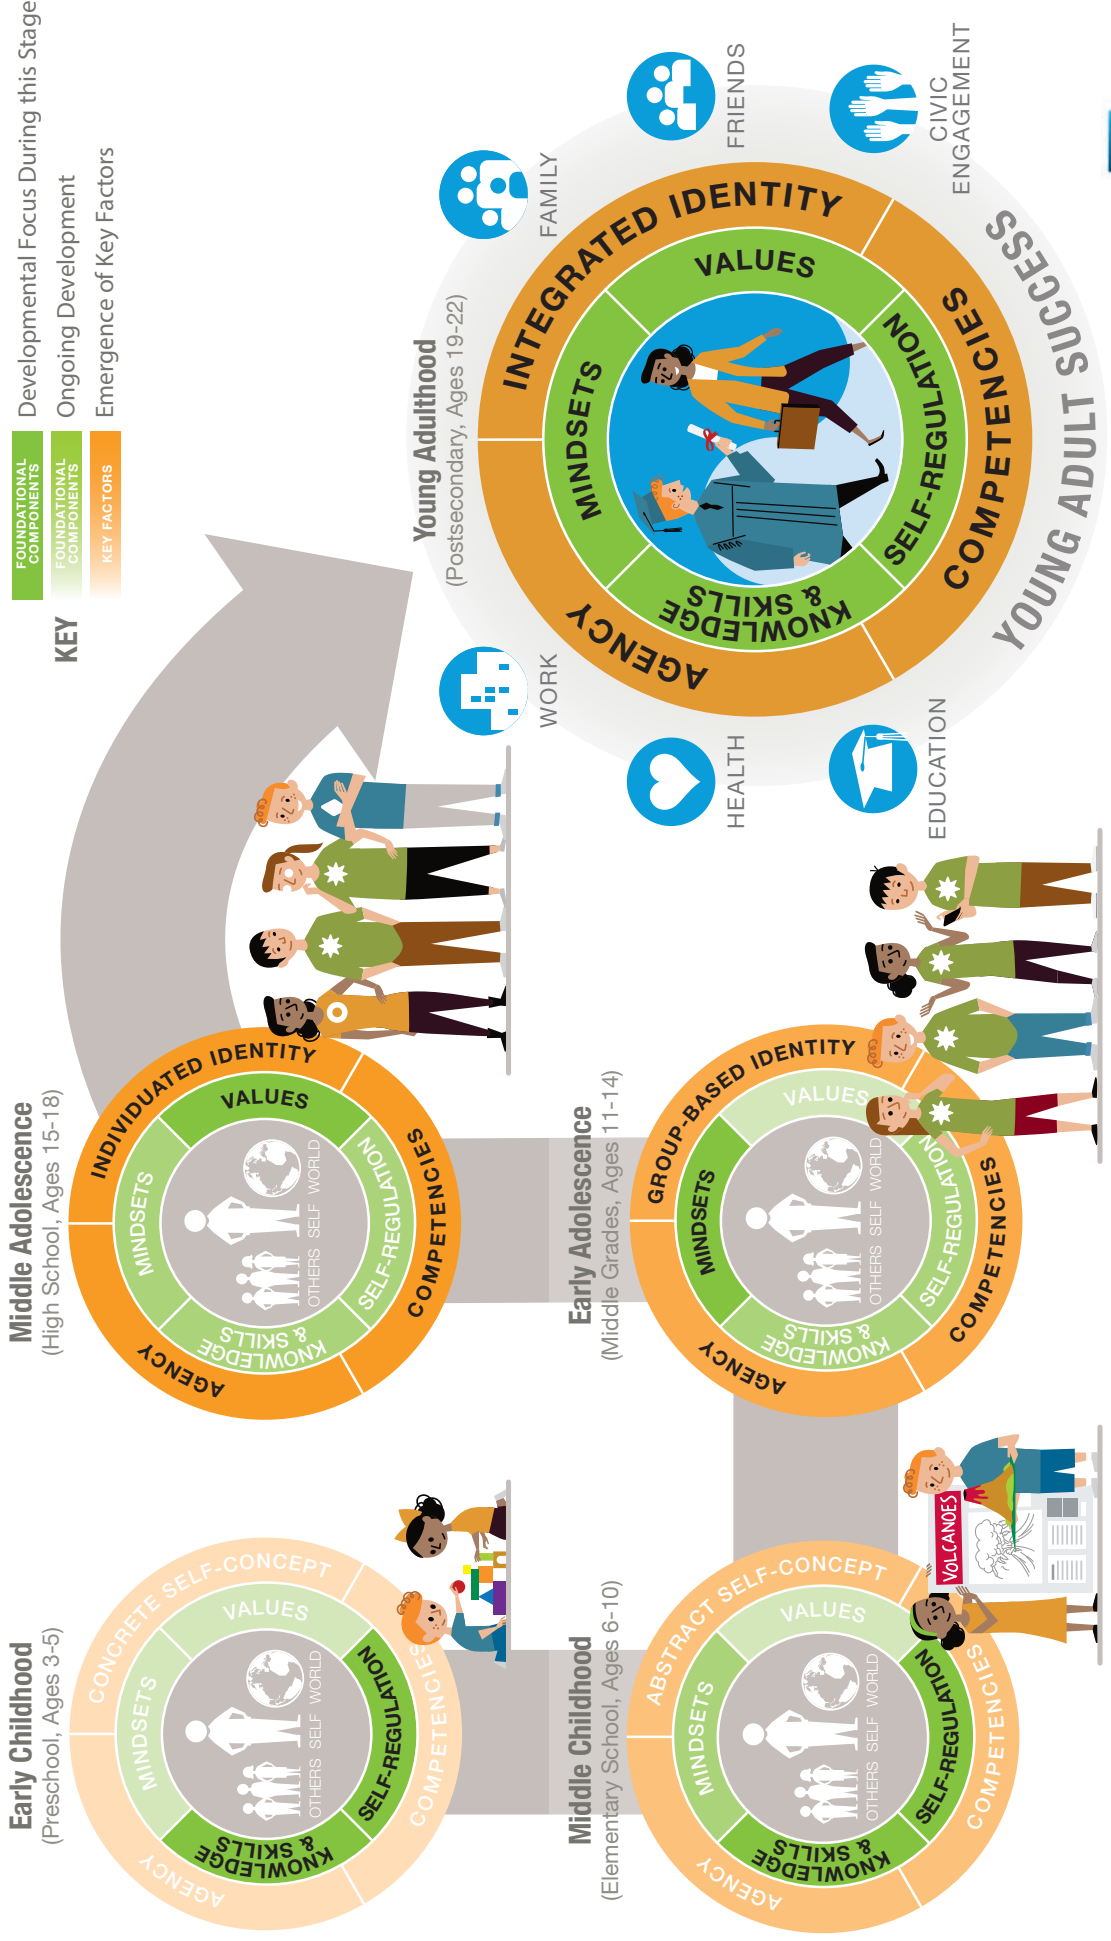 Early Childhood
(Preschool, Ages 3-5)
CONCRETE SELF-CONCEPT
AGENCY
COMPETENCIES
MINDSETS
VALUES
KNOWLEDGE
& SKILLS
SELF-REGULATION
OTHERS SELF WORLD
Middle Childhood
(Elementary School, Ages 6-10)
ABSTRACT SELF-CONCEPT
AGENCY
COMPETENCIES
MINDSETS
VALUES
KNOWLEDGE
& SKILLS
SELF-REGULATION
OTHERS SELF WORLD
VOLCANOES
Early Adolescence
(Middle Grades, Ages 11-14)
GROUP-BASED IDENTITY
AGENCY
COMPETENCIES
MINDSETS
VALUES
KNOWLEDGE
& SKILLS
SELF-REGULATION
OTHERS SELF WORLD
Middle Adolescence
(High School, Ages 15-18)
INDIVIDUATED IDENTITY
AGENCY
COMPETENCIES
MINDSETS
VALUES
KNOWLEDGE
& SKILLS
SELF-REGULATION
OTHERS SELF WORLD
Young Adulthood
(Postsecondary, Ages 19-22)
INTEGRATED IDENTITY
AGENCY
COMPETENCIES
MINDSETS
VALUES
KNOWLEDGE
& SKILLS
SELF-REGULATION
WORK
FAMILY
HEALTH
FRIENDS
EDUCATION
CIVIC
ENGAGEMENT
YOUNG ADULT SUCCESS
KEY
FOUNDATIONAL
COMPONENTS
Developmental Focus During this Stage
FOUNDATIONAL
COMPONENTS
Ongoing Development
KEY FACTORS
Emergence of Key Factors